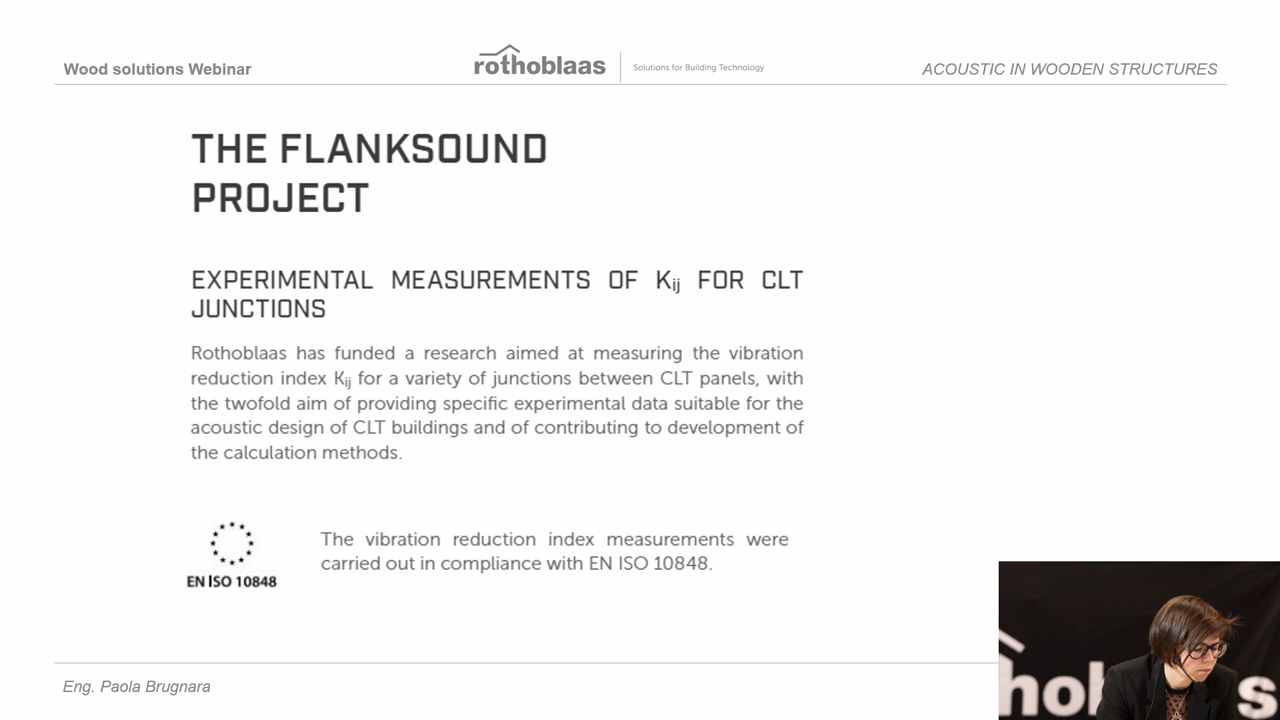 Wood solutions Webinar
rothoblaas
Solutions for Building Technology
ACOUSTIC IN WOODEN STRUCTURES
THE FLANKSOUND
PROJECT
EXPERIMENTAL MEASUREMENTS OF Kij FOR CLT
JUNCTIONS
Rothoblaas has funded a research aimed at measuring the vibration
reduction index Kij for a variety of junctions between CLT panels, with
the twofold aim of providing specific experimental data suitable for the
acoustic design of CLT buildings and of contributing to development of
the calculation methods.
EN ISO 10848
The vibration reduction index measurements were
carried out in compliance with EN ISO 10848.
Eng. Paola Brugnara